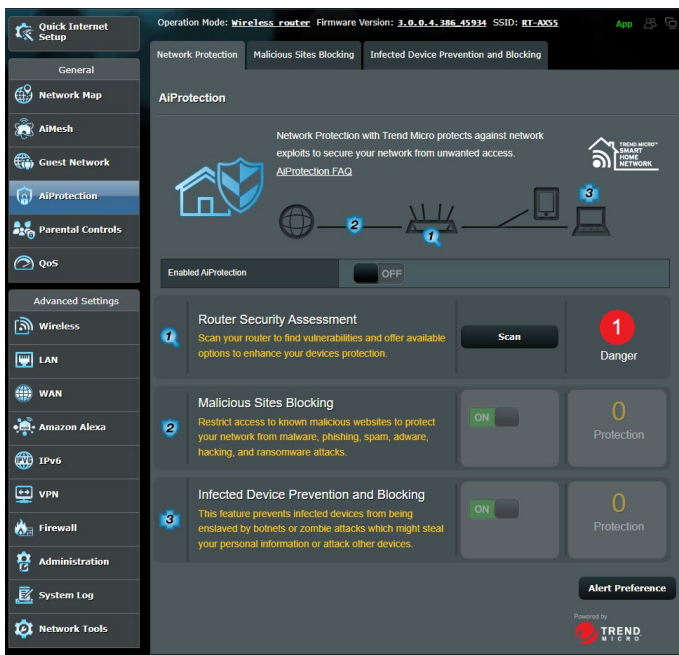 Quick Internet
Setup
Operation Mode: Wireless router Firmware Version: 3.0.0.4.386_45934 SSID: RT-AX55
App
Network Protection
Malicious Sites Blocking
Infected Device Prevention and Blocking
General
Network Map
AiMesh
Guest Network
AiProtection
Parental Controls
QoS
Advanced Settings
Wireless
LAN
WAN
Amazon Alexa
IPv6
IPv6
VPN
Firewall
Administration
System Log
Network Tools
AiProtection
Network Protection with Trend Micro protects against network
exploits to secure your network from unwanted access.
AiProtection FAQ
TREND MICRO™
SMART
HOME
NETWORK
3
2
1
Enabled AiProtection
OFF
1
Router Security Assessment
Scan your router to find vulnerabilities and offer available
options to enhance your devices protection.
Scan
1
Danger
2
Malicious Sites Blocking
Restrict access to known malicious websites to protect
your network from malware, phishing, spam, adware,
hacking, and ransomware attacks.
ON
0
Protection
3
Infected Device Prevention and Blocking
This feature prevents infected devices from being
enslaved by botnets or zombie attacks which might steal
your personal information or attack other devices.
ON
0
Protection
Alert Preference
Powered by
TREND
MICRO